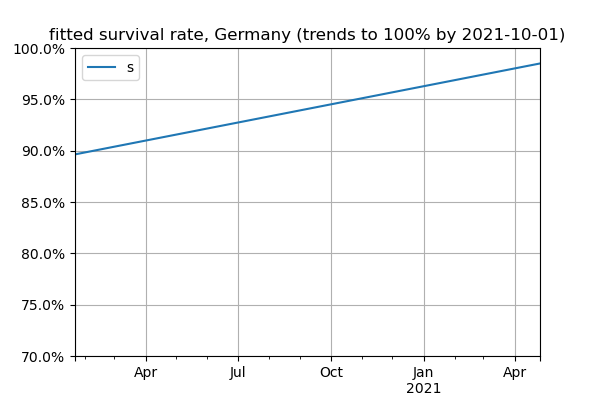 fitted survival rate, Germany (trends to 100% by 2021-10-01)
100.0%
s
95.0%
90.0%
85.0%
80.0%
75.0%
70.0%
Apr Jul Oct Jan Apr
2021